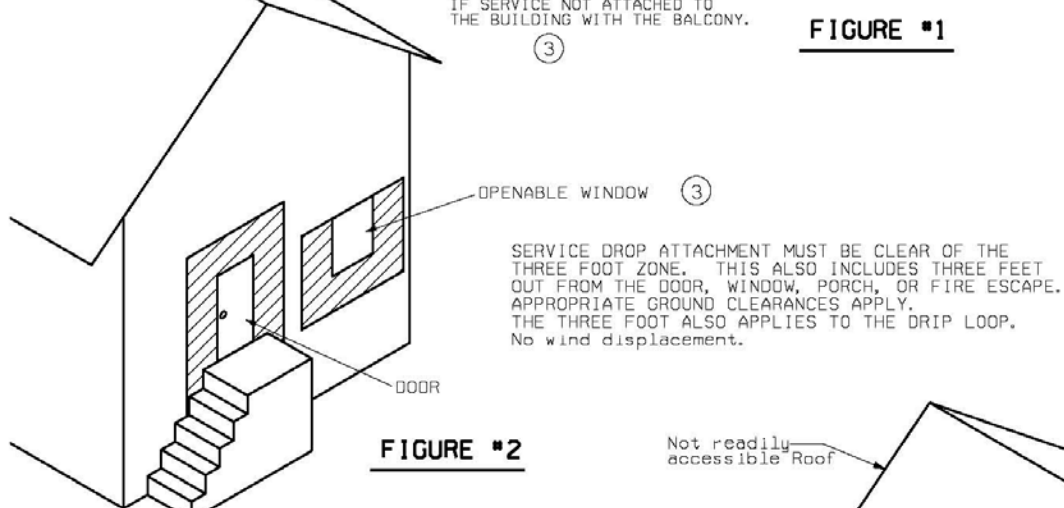 IF SERVICE NOT ATTACHED TO
THE BUILDING WITH THE BALCONY.
3
FIGURE #1
OPENABLE WINDOW 3
SERVICE DROP ATTACHMENT MUST BE CLEAR OF THE
THREE FOOT ZONE. THIS ALSO INCLUDES THREE FEET
OUT FROM THE DOOR, WINDOW, PORCH, OR FIRE ESCAPE.
APPROPRIATE GROUND CLEARANCES APPLY.
THE THREE FOOT ALSO APPLIES TO THE DRIP LOOP.
No wind displacement.
DOOR
FIGURE #2
Not readily
accessible Roof